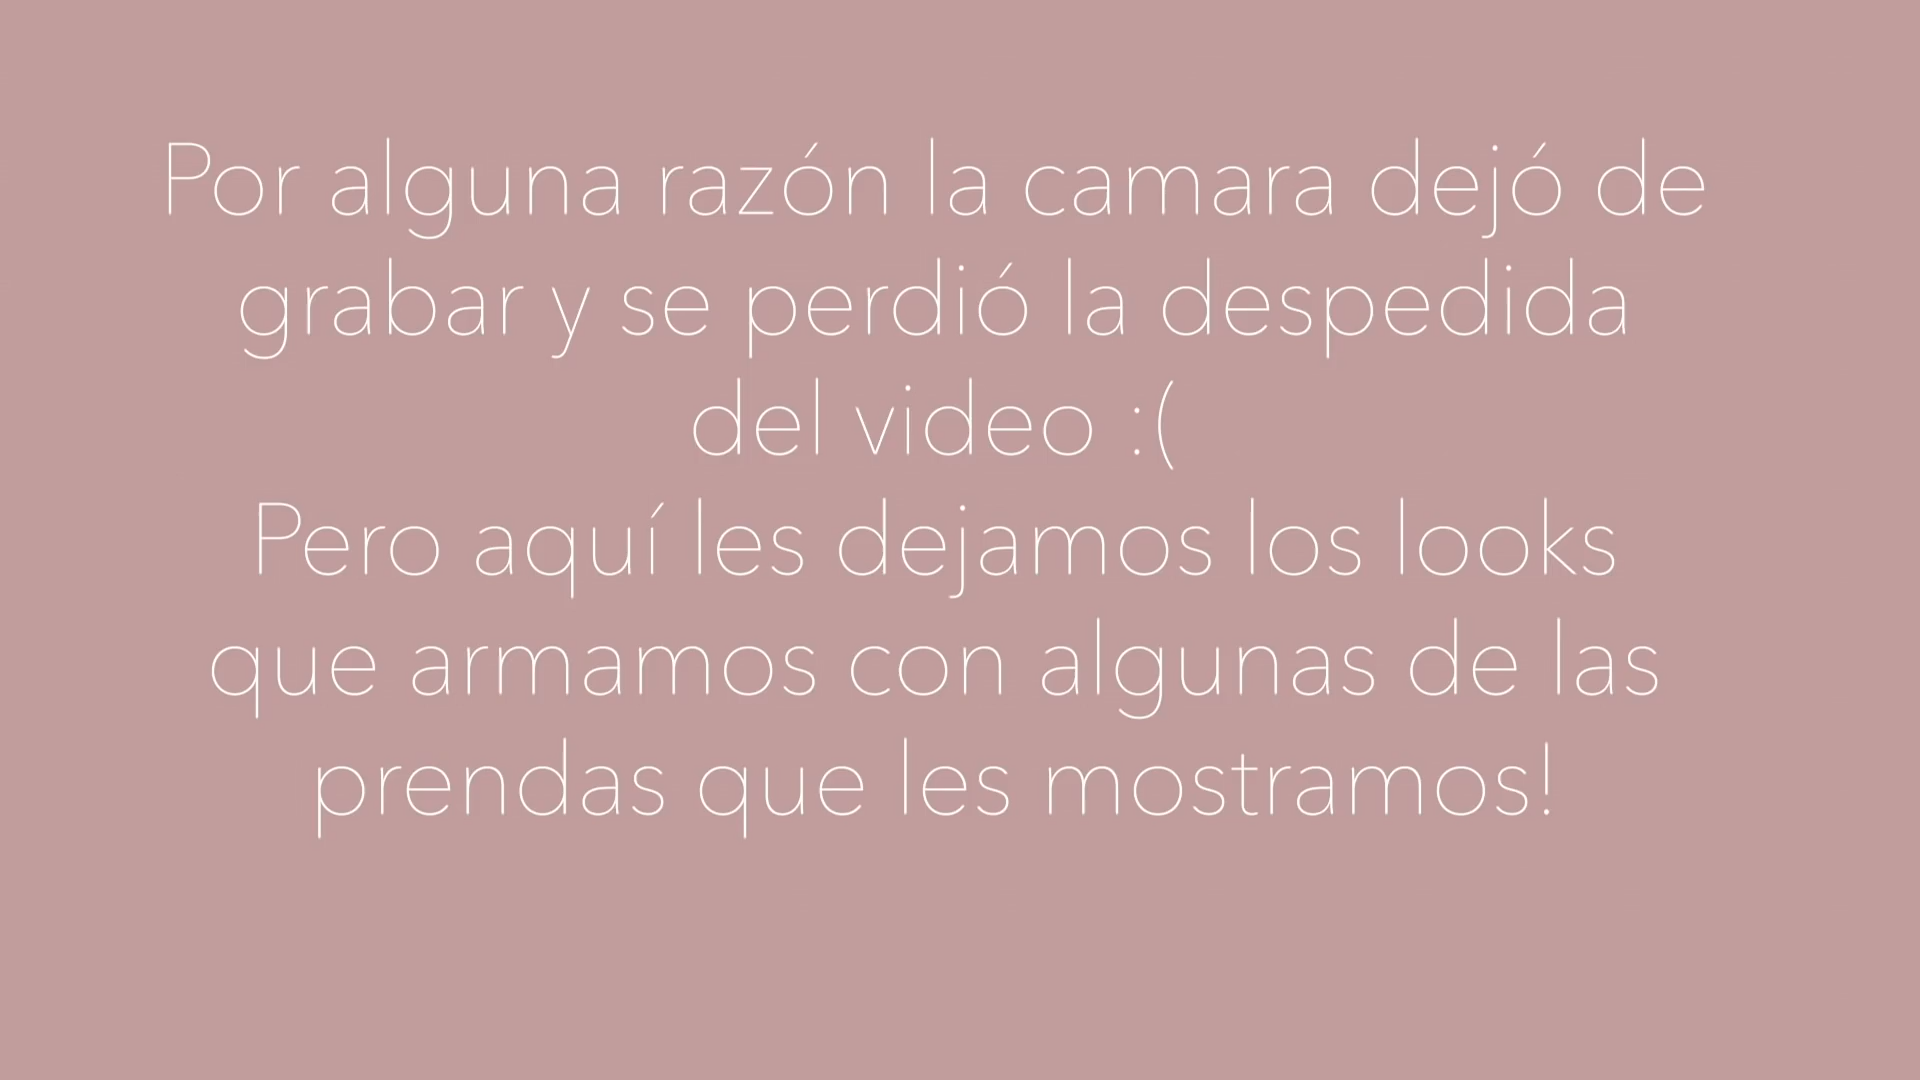 Por alguna razón la camara dejó de
grabar y se perdió la despedida
del video :(
Pero aquí les dejamos los looks
que armamos con algunas de las
prendas que les mostramos!